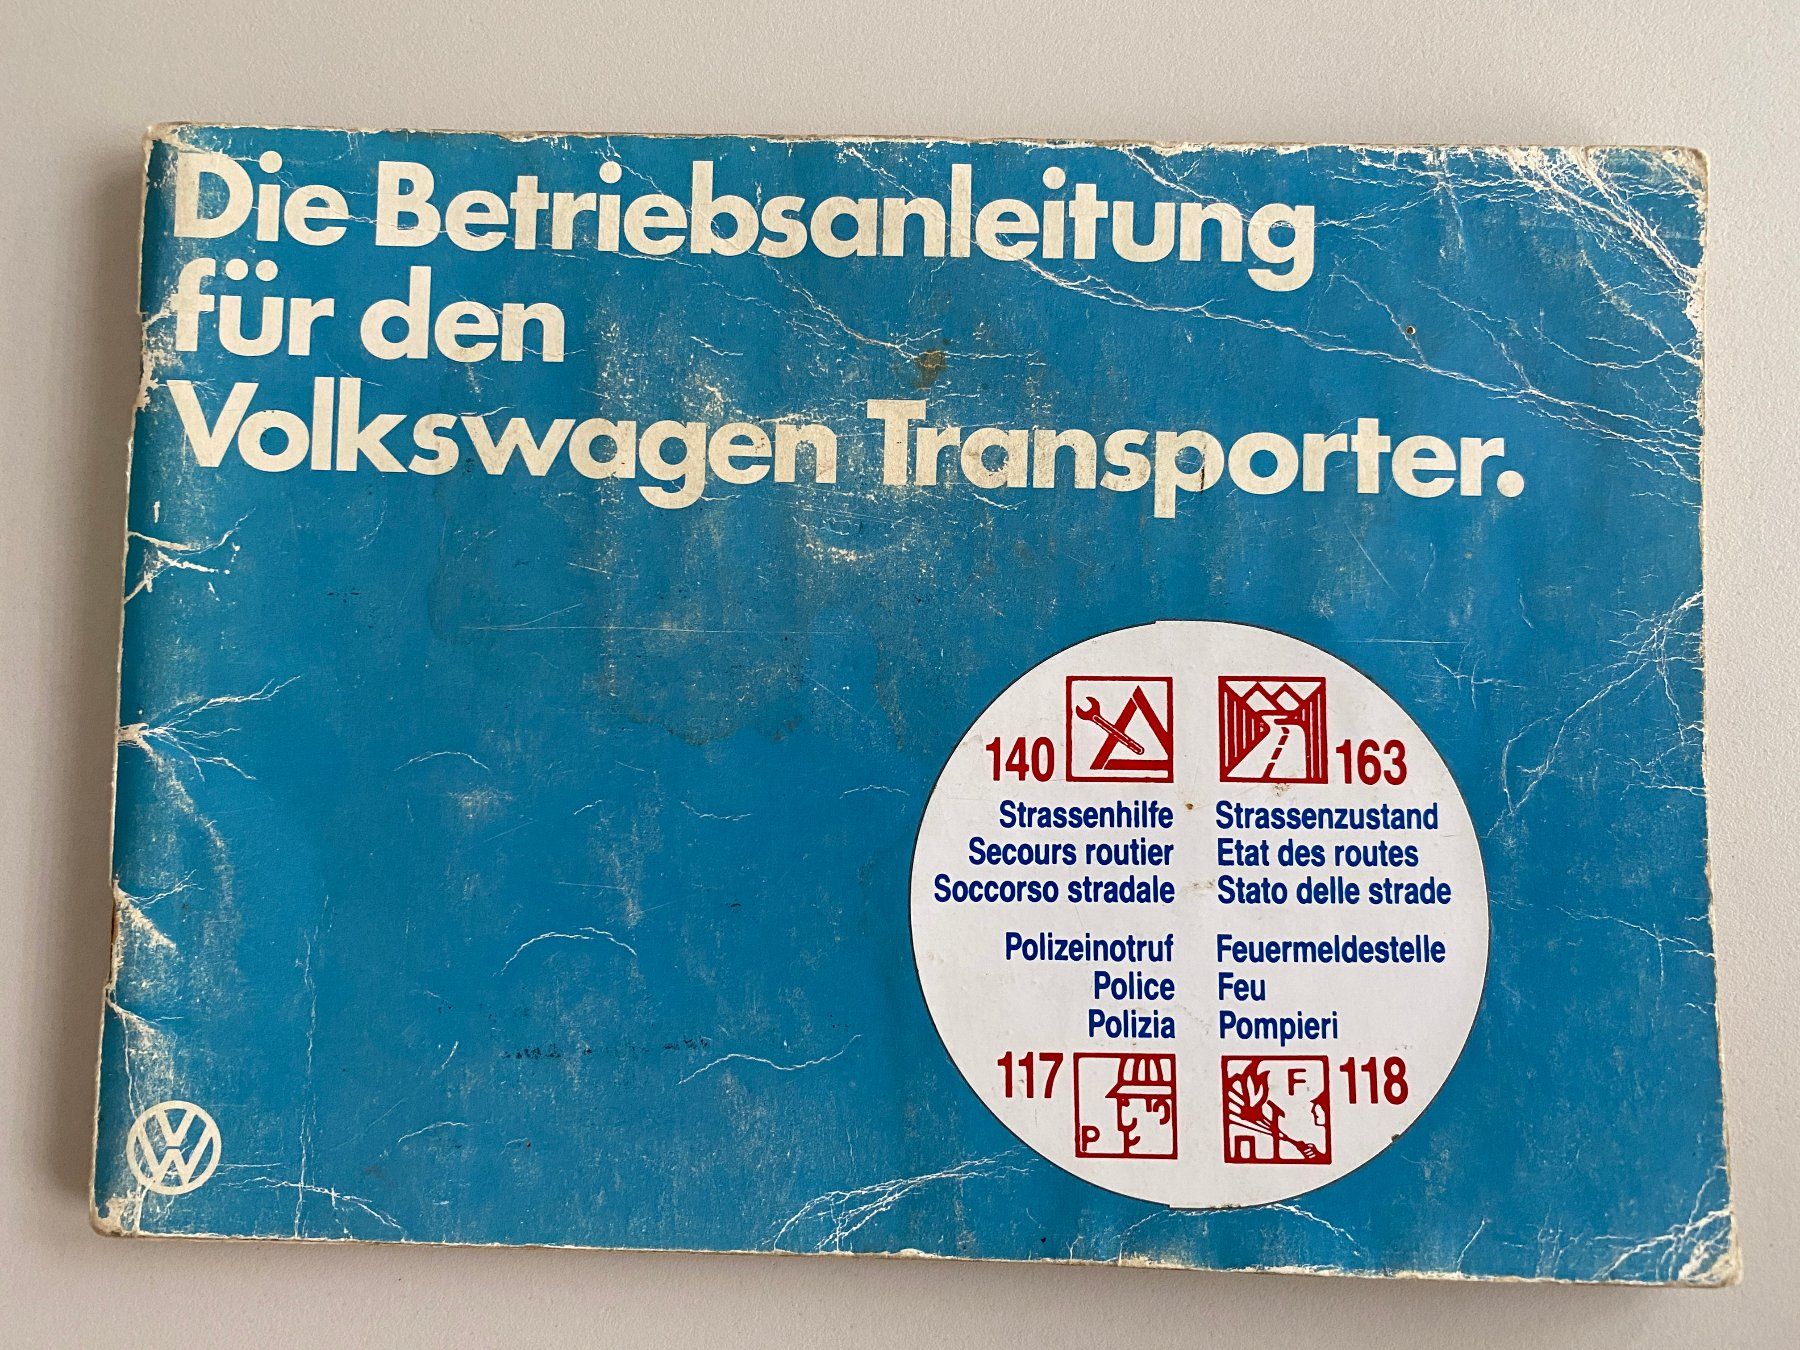 Die Betriebsanleitung
für den
Volkswagen Transporter.
140
163
Strassenhilfe
Secours routier
Soccorso stradale
Strassenzustand
Etat des routes
Stato delle strade
Polizeinotruf
Police
Polizia
Feuermeldestelle
Feu
Pompieri
117
P
F
118
VW